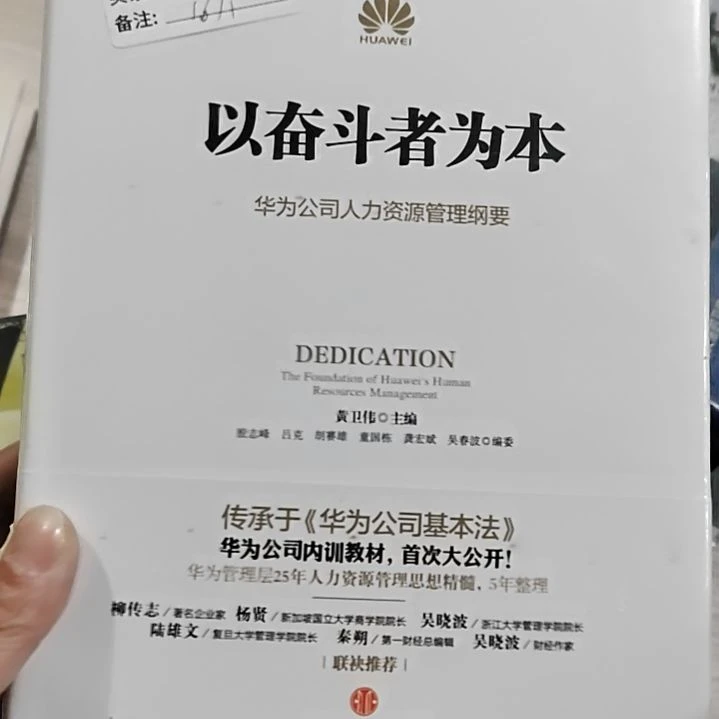 备注:
HUAWEI
以奋斗者为本
华为公司人力资源管理纲要
DEDICATION
The Foundation of Huawei's Human
Resources Management
黄卫伟◎主编
殷志峰 吕克 胡赛雄 童国栋 龚宏斌 吴春波◎编委
传承于《华为公司基本法》
华为公司内训教材，首次大公开！
华为管理层25年人力资源管理思想精髓，5年整理
柳传志/著名企业家 杨贤/新加坡国立大学商学院院长 吴晓波/浙江大学管理学院院长
陆雄文/复旦大学管理学院院长 秦朔/第一财经总编辑 吴晓波/财经作家
|联袂推荐|